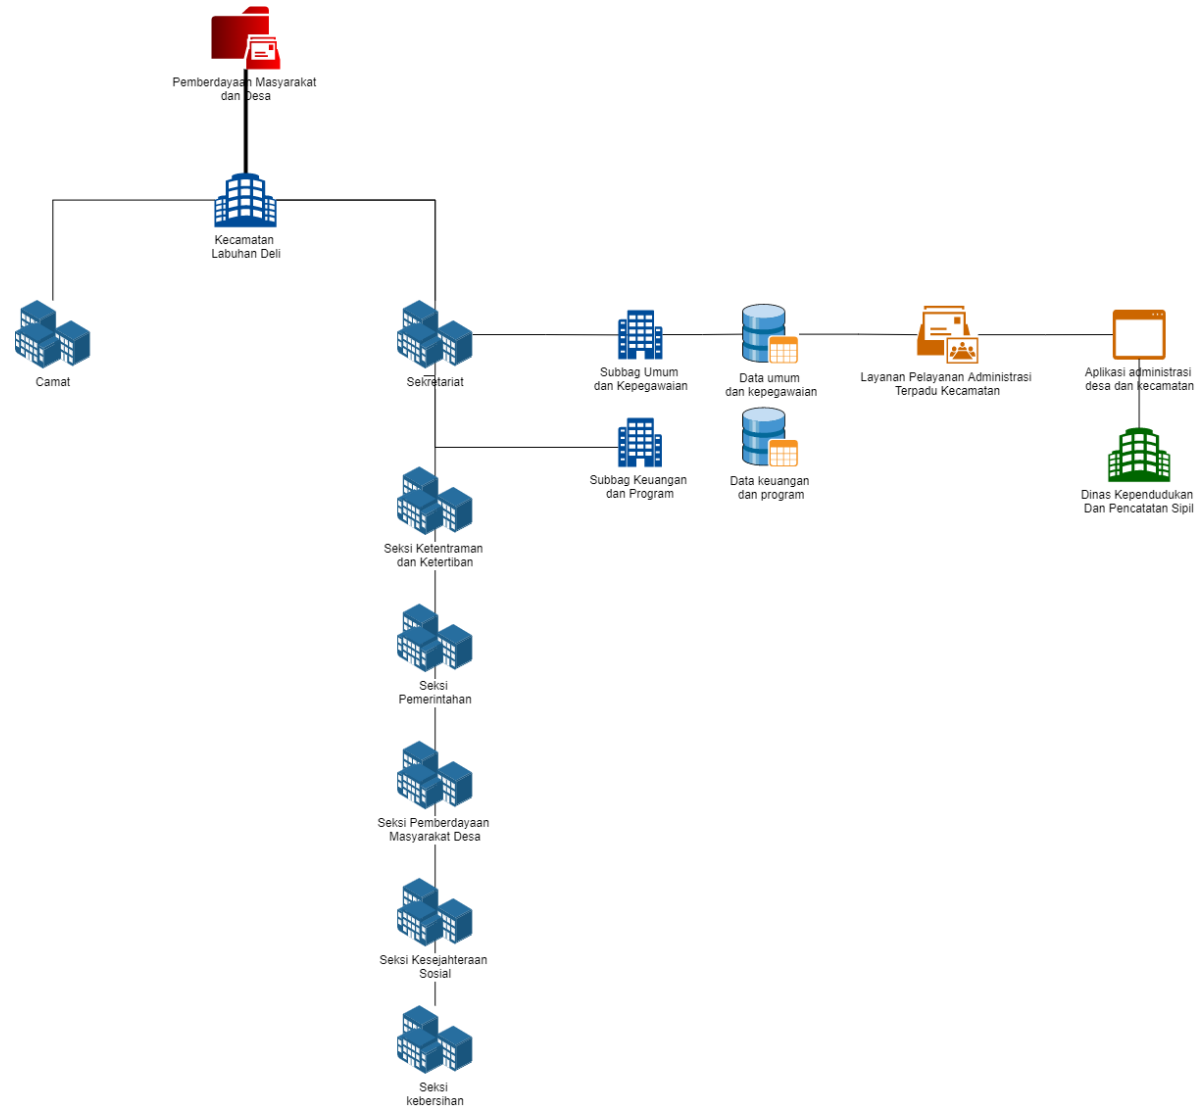 Pemberdayaan Masyarakat
dan Desa
Kecamatan
Labuhan Deli
Camat
Sekretariat
Subbag Umum
dan Kepegawaian
Data umum
dan kepegawaian
Layanan Pelayanan Administrasi
Terpadu Kecamatan
Aplikasi administrasi
desa dan kecamatan
Subbag Keuangan
dan Program
Data keuangan
dan program
Dinas Kependudukan
Dan Pencatatan Sipil
Seksi Ketentraman
dan Ketertiban
Seksi
Pemerintahan
Seksi Pemberdayaan
Masyarakat Desa
Seksi Kesejahteraan
Sosial
Seksi
kebersihan